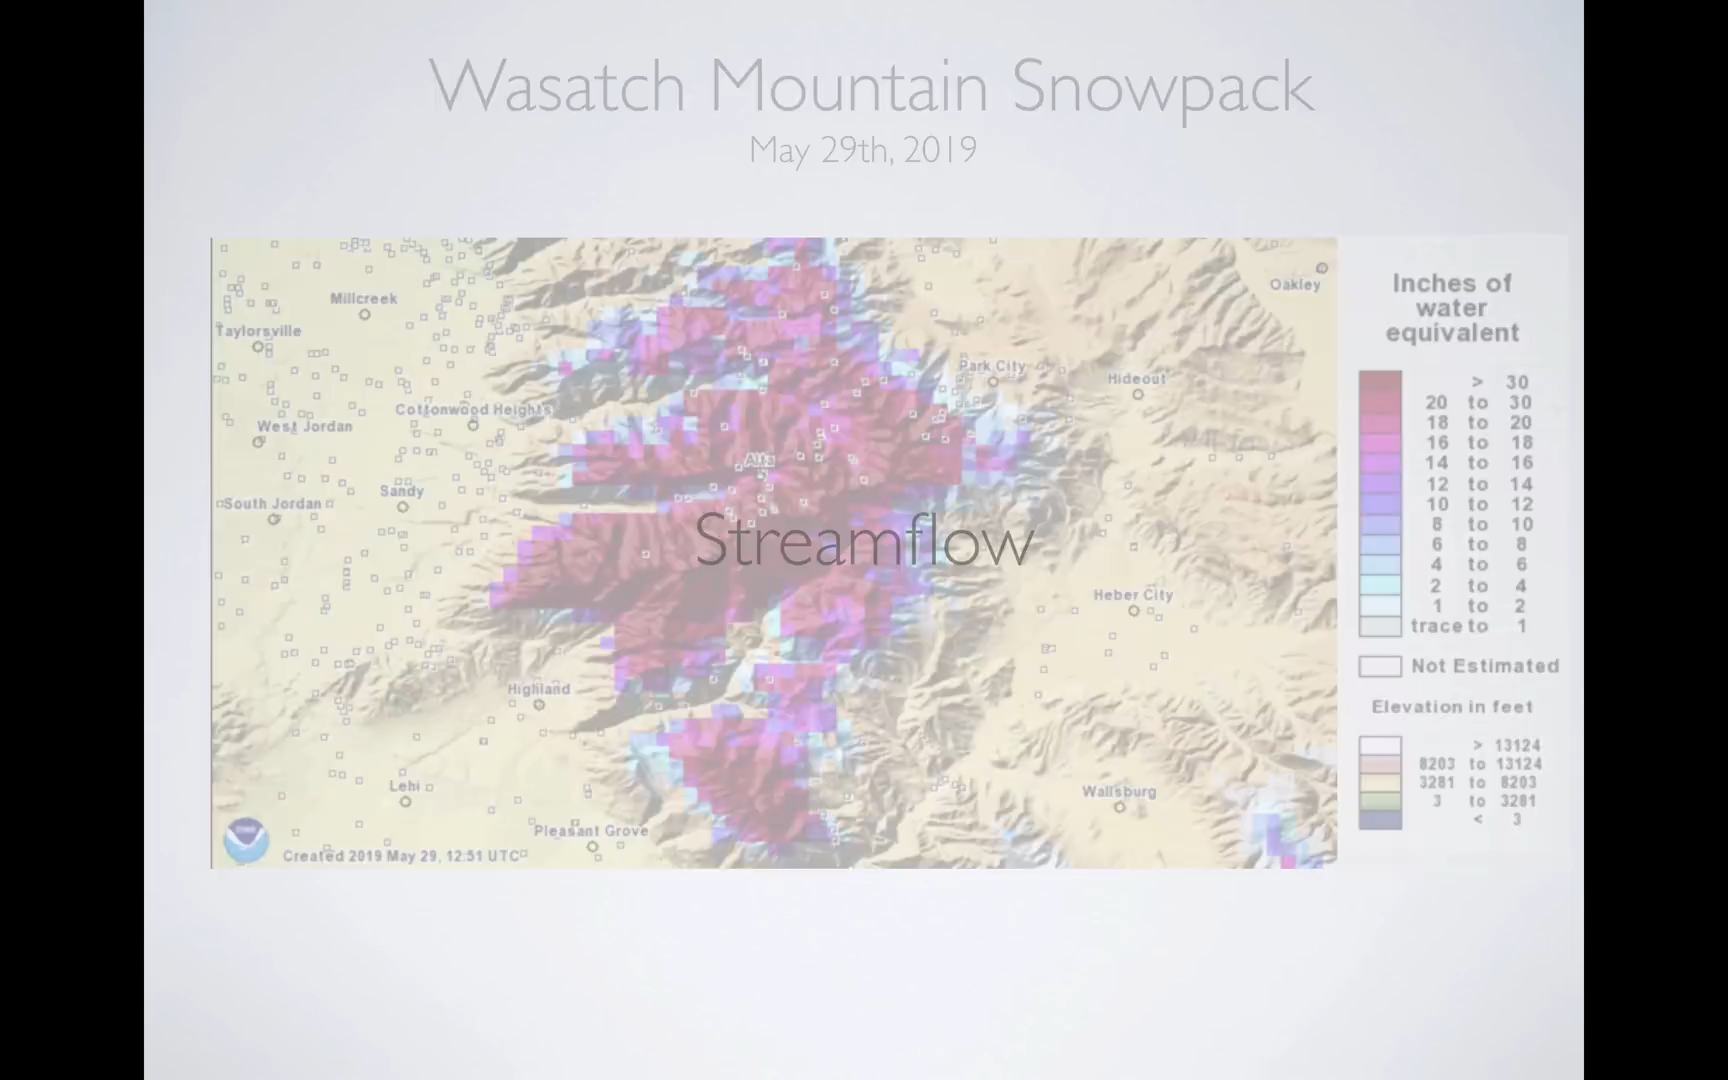 Wasatch Mountain Snowpack
May 29th, 2019
Oakley
Millcreek
Taylorsville
Park City
Hideout
Cottonwood Heights
West Jordan
Alta
Sandy
South Jordan
Streamflow
Heber City
Highland
Lehi
Wallsburg
Pleasant Grove
Created 2019 May 29, 12:51 UTC
Inches of
water
equivalent
> 30
20 to 30
18 to 20
16 to 18
14 to 16
12 to 14
10 to 12
8 to 10
6 to 8
4 to 6
2 to 4
1 to 2
trace to 1
Not Estimated
Elevation in feet
> 13124
8203 to 13124
3281 to 8203
3 to 3281
< 3